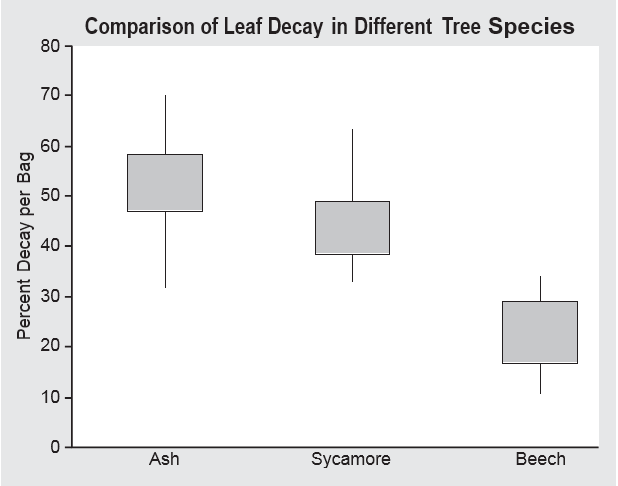 Comparison of Leaf Decay in Different Tree Species
Percent Decay per Bag
80
70
60
50
40
30
20
10
0
Ash
Sycamore
Beech